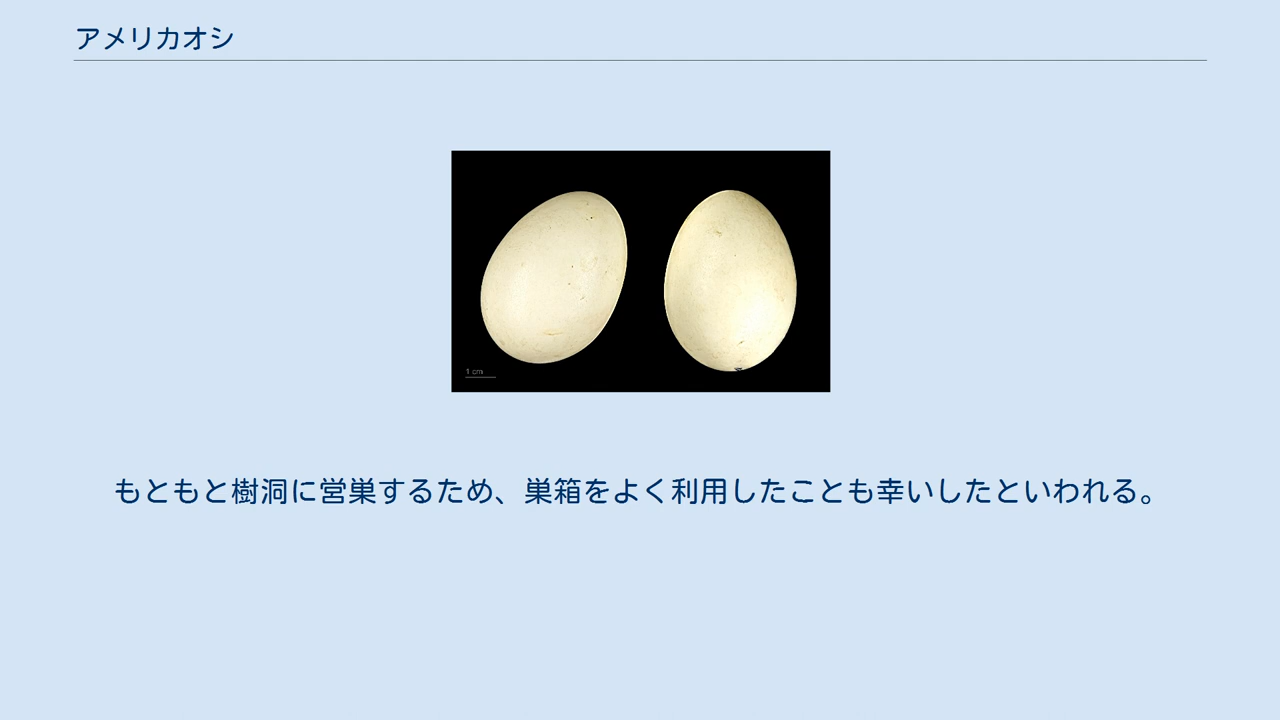 アメリカオシ
1 cm
もともと樹洞に営巣するため、巣箱をよく利用したことも幸いしたといわれる。